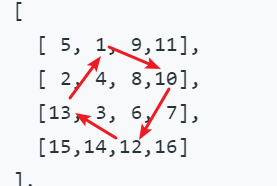 [
[ 5, 1, 9,11],
[ 2, 4, 8,10],
[13, 3, 6, 7],
[15,14,12,16]
],